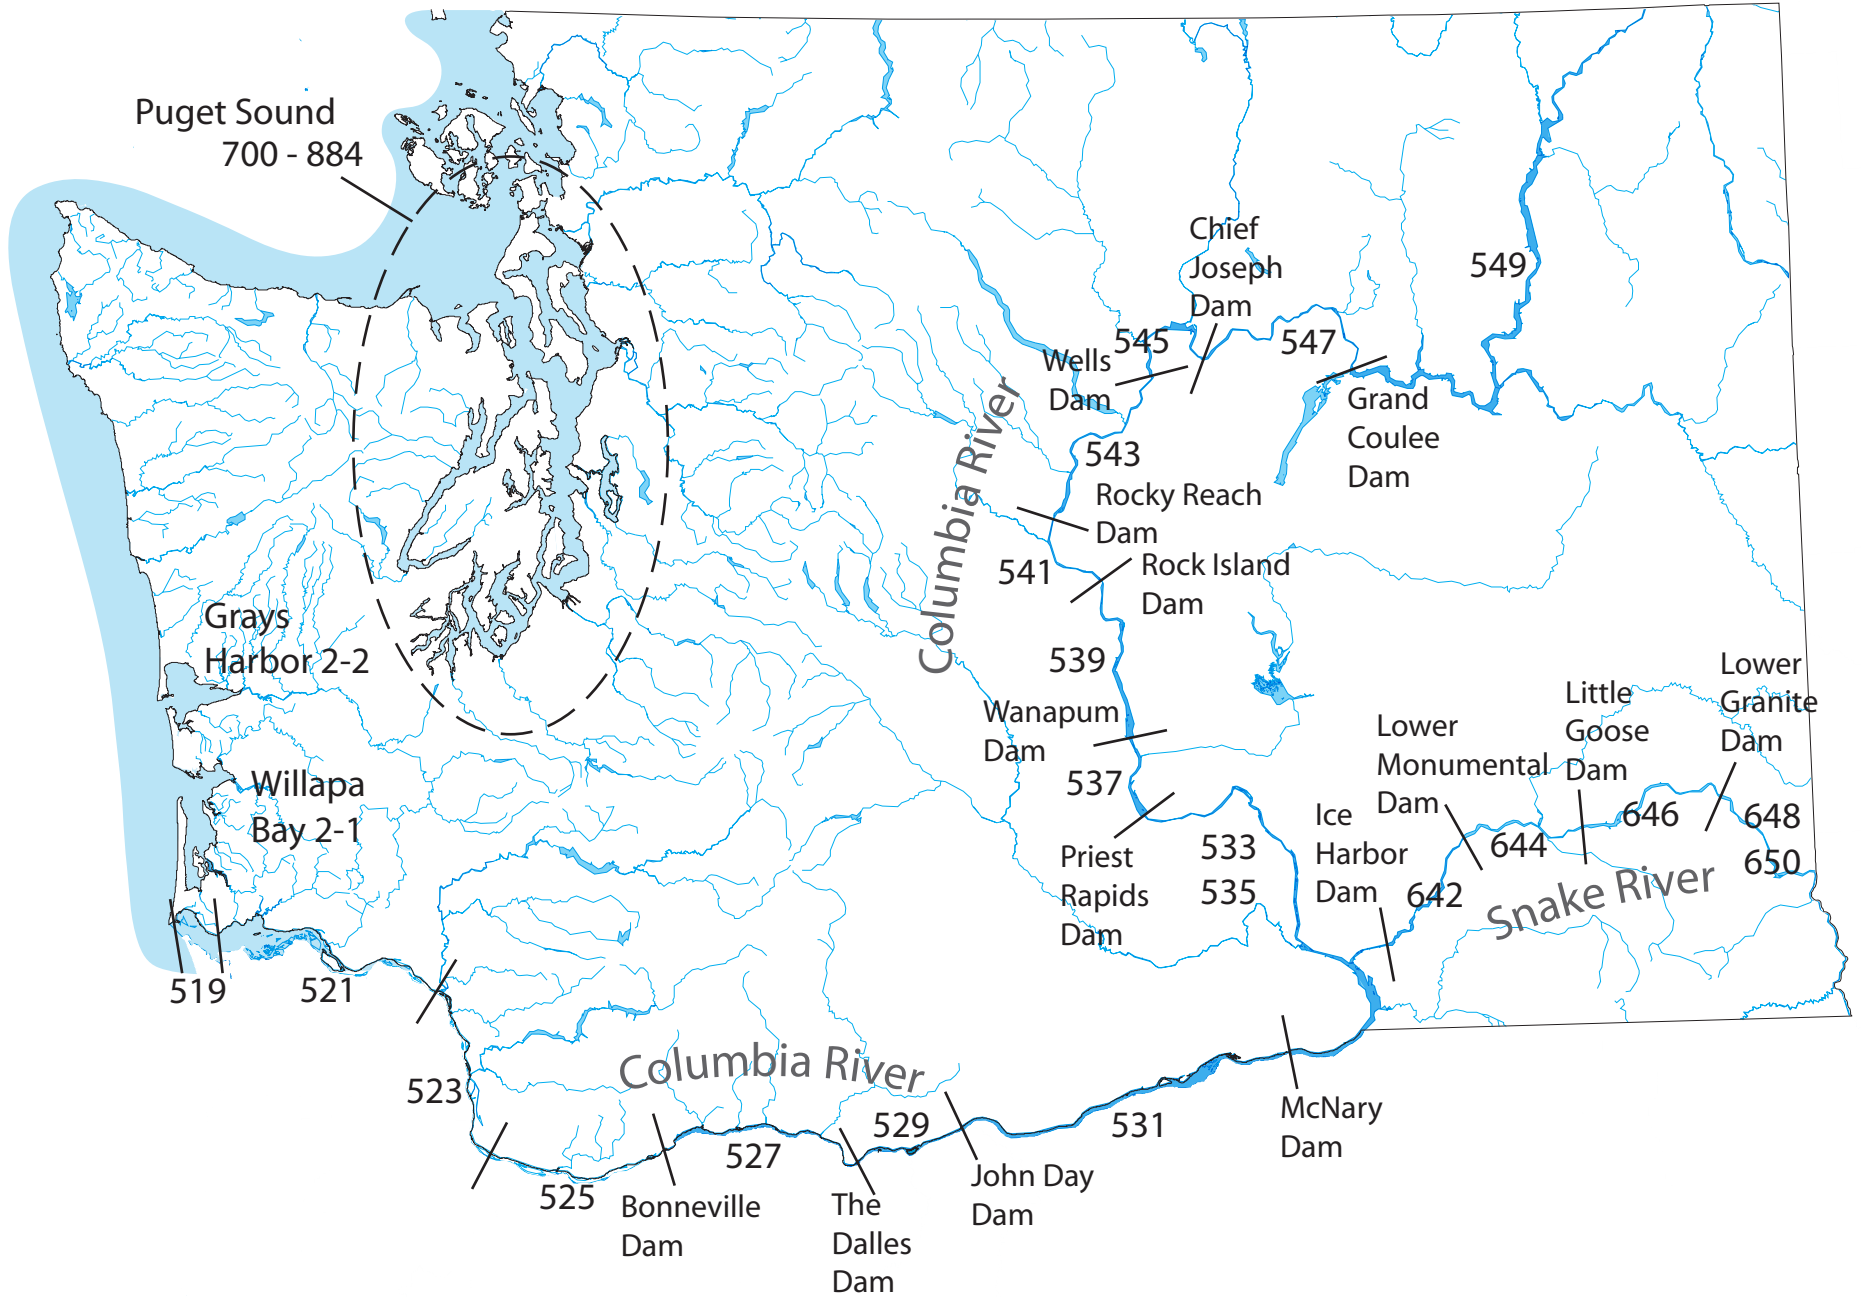 Puget Sound
700 - 884
Chief
Joseph
Dam
549
545
547
Wells
Dam
Grand
Coulee
Dam
Columbia River
543
Rocky Reach
Dam
541
Rock Island
Dam
Grays
Harbor 2-2
539
Wanapum
Dam
537
Lower
Granite
Dam
Little
Goose
Dam
Lower
Monumental
Dam
Willapa
Bay 2-1
Ice
Harbor
Dam
646
648
650
644
642
Snake River
533
535
Priest
Rapids
Dam
519
521
523
Columbia River
525
Bonneville
Dam
527
The
Dalles
Dam
529
John Day
Dam
531
McNary
Dam